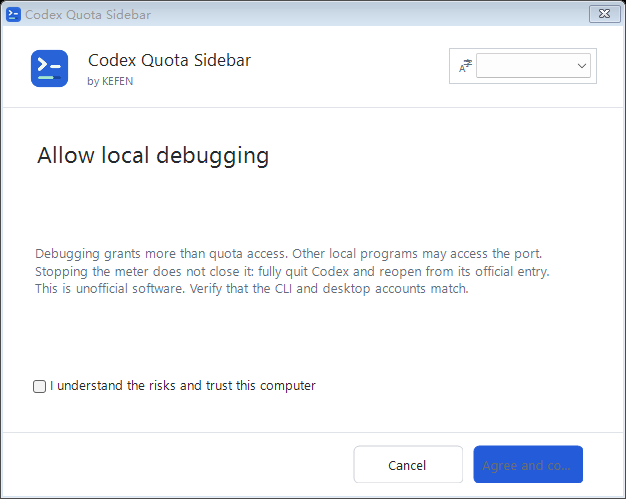 Codex Quota Sidebar
Codex Quota Sidebar
by KEFEN
A字
Allow local debugging
Debugging grants more than quota access. Other local programs may access the port.
Stopping the meter does not close it: fully quit Codex and reopen from its official entry.
This is unofficial software. Verify that the CLI and desktop accounts match.
I understand the risks and trust this computer
Cancel
Agree and co...